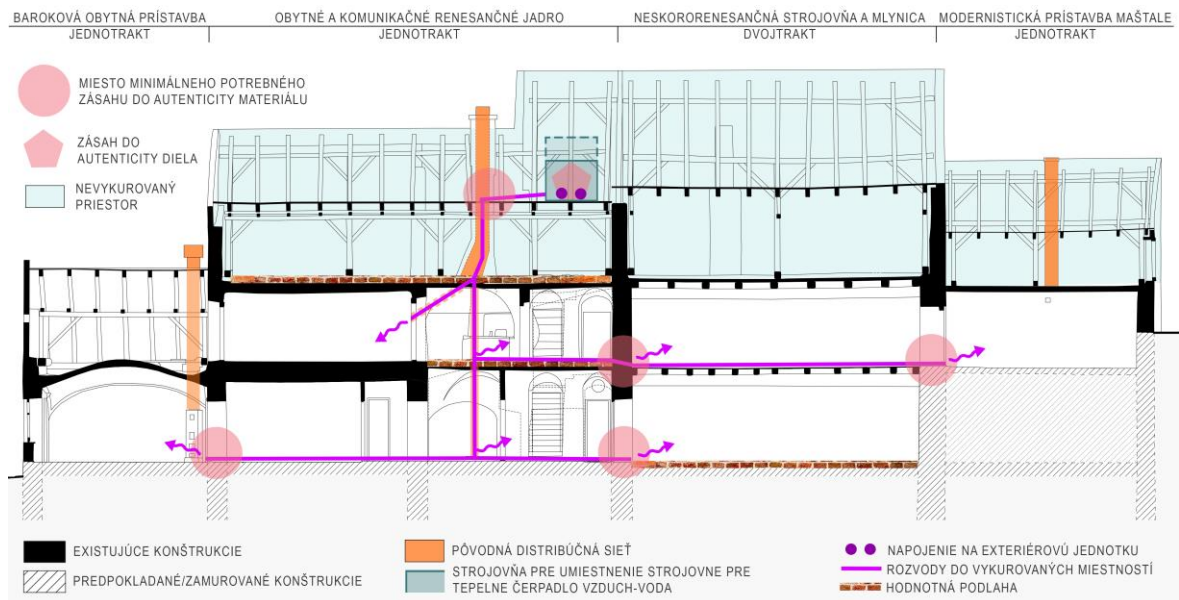 BAROKOVÁ OBYTNÁ PRÍSTAVBA
JEDNOTRAKT
OBYTNÉ A KOMUNIKAČNÉ RENESANČNÉ JADRO
JEDNOTRAKT
NESKORORENESANČNÁ STROJOVŇA A MLYNICA
DVOJTRAKT
MODERNISTICKÁ PRÍSTAVBA MAŠTALE
JEDNOTRAKT
MIESTO MINIMÁLNEHO POTREBNÉHO
ZÁSAHU DO AUTENTICITY MATERIÁLU
ZÁSAH DO
AUTENTICITY DIELA
NEVYKUROVANÝ
PRIESTOR
EXISTUJÚCE KONŠTRUKCIE
PREDPOKLADANÉ/ZAMUROVANÉ KONŠTRUKCIE
PÔVODNÁ DISTRIBÚČNÁ SIEŤ
STROJOVŇA PRE UMIESTNENIE STROJOVNE PRE
TEPELNE ČERPADLO VZDUCH-VODA
NAPOJENIE NA EXTERIÉROVÚ JEDNOTKU
ROZVODY DO VYKUROVANÝCH MIESTNOSTÍ
HODNOTNÁ PODLAHA